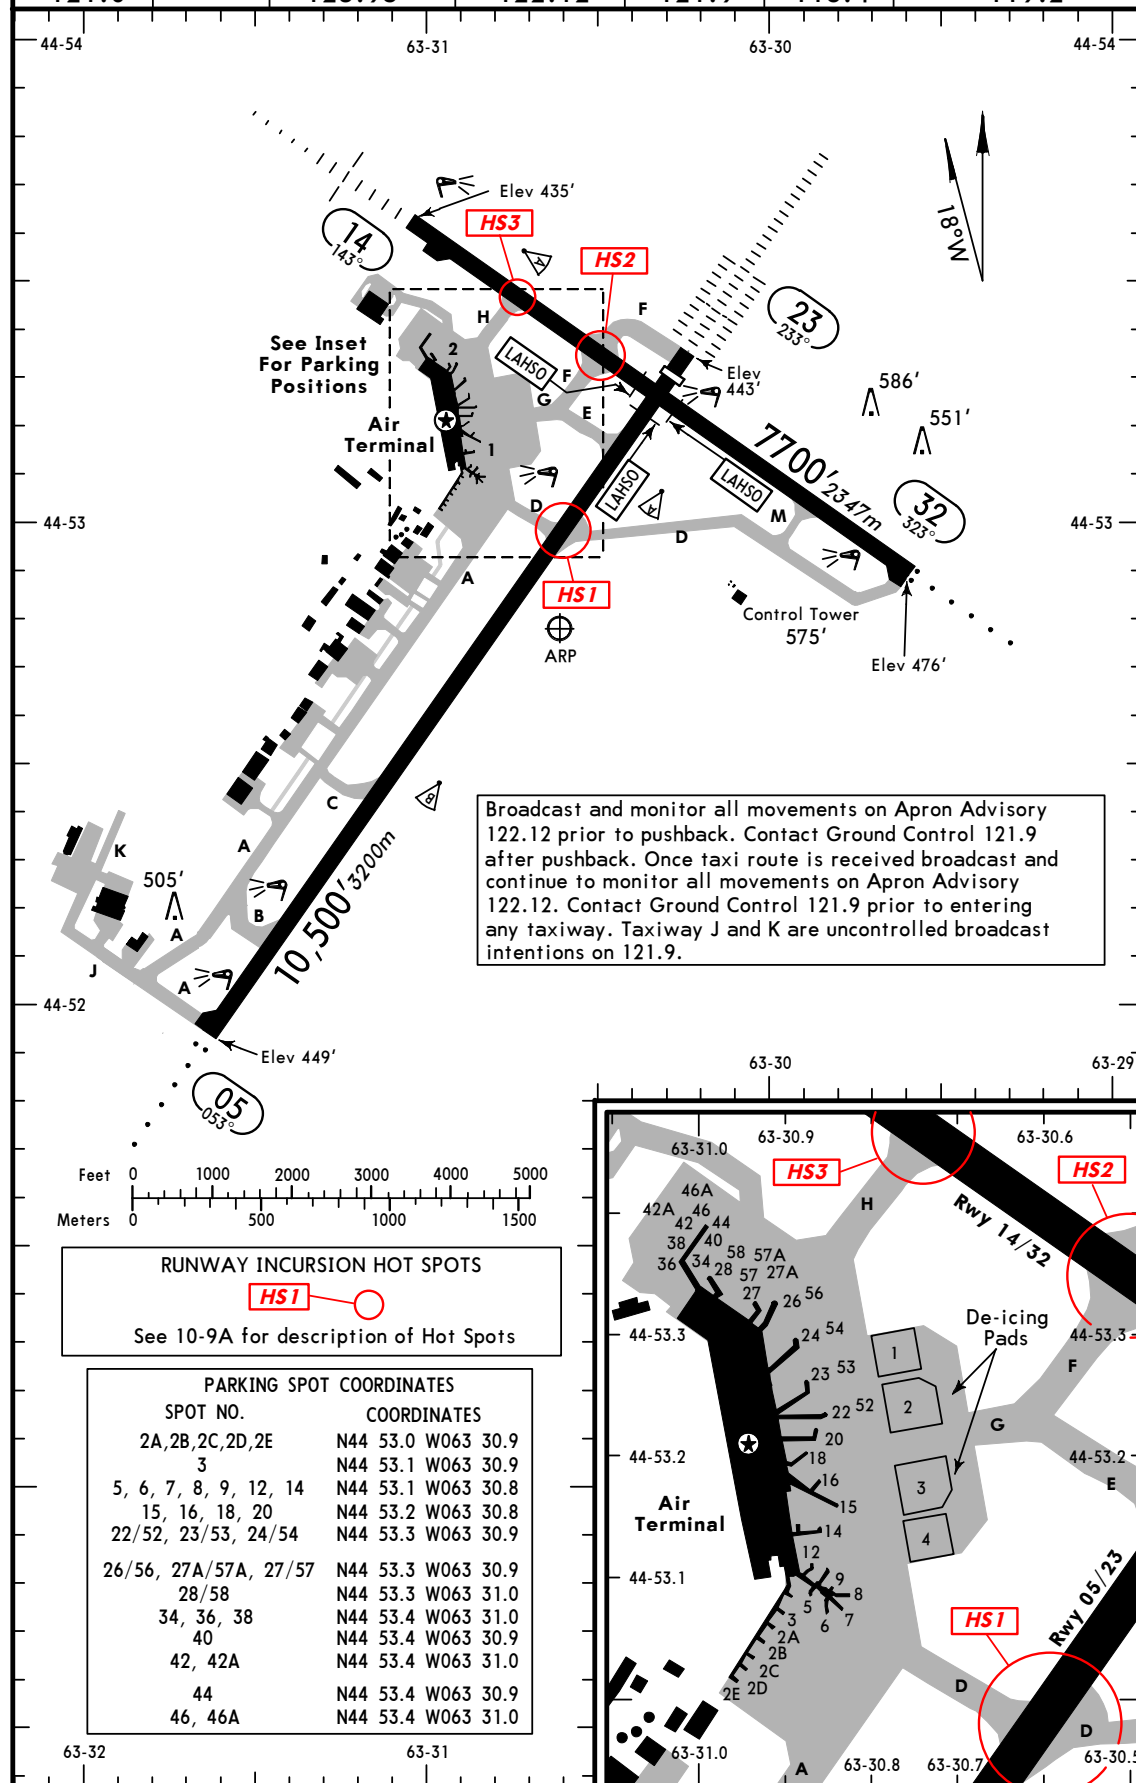 44-54
63-31
63-30
44-54
Elev 435'
HS3
14
143°
HS2
18°W
F
23
233°
H
See Inset
For Parking
Positions
2
LAHSO
F
Elev
443'
586'
G
E
551'
Air
Terminal
1
7700' 2347m
LAHSO
LAHSO
A
A
32
323°
D
M
44-53
D
44-53
A
HS1
Control Tower
575'
ARP
Elev 476'
C
B
Broadcast and monitor all movements on Apron Advisory
122.12 prior to pushback. Contact Ground Control 121.9
after pushback. Once taxi route is received broadcast and
continue to monitor all movements on Apron Advisory
122.12. Contact Ground Control 121.9 prior to entering
any taxiway. Taxiway J and K are uncontrolled broadcast
intentions on 121.9.
A
K
505'
B
10,500' 3200m
A
J
A
44-52
Elev 449'
05
053°
63-30
63-29
Feet 0 1000 2000 3000 4000 5000
Meters 0 500 1000 1500
RUNWAY INCURSION HOT SPOTS
HS1
See 10-9A for description of Hot Spots
PARKING SPOT COORDINATES
SPOT NO. COORDINATES
2A,2B,2C,2D,2E N44 53.0 W063 30.9
3 N44 53.1 W063 30.9
5, 6, 7, 8, 9, 12, 14 N44 53.1 W063 30.8
15, 16, 18, 20 N44 53.2 W063 30.8
22/52, 23/53, 24/54 N44 53.3 W063 30.9
26/56, 27A/57A, 27/57 N44 53.3 W063 30.9
28/58 N44 53.3 W063 31.0
34, 36, 38 N44 53.4 W063 31.0
40 N44 53.4 W063 30.9
42, 42A N44 53.4 W063 31.0
44 N44 53.4 W063 30.9
46, 46A N44 53.4 W063 31.0
63-32
63-31
63-31.0
63-30.9
63-30.6
HS3
HS2
46A
42A 46
42 44
38 40
36 34 58 57A
28 57 27A
27 26 56
H
Rwy 14/32
24 54
De-icing
Pads
44-53.3
44-53.3
1
23 53
F
2
22 52
G
20
44-53.2
44-53.2
18
16
3
E
15
Air
Terminal
14
4
12
44-53.1
9
8
5
7
6
3
HS1
Rwy 05/23
2A
2B
2C
2D
2E
D
D
63-31.0
A
63-30.8
63-30.7